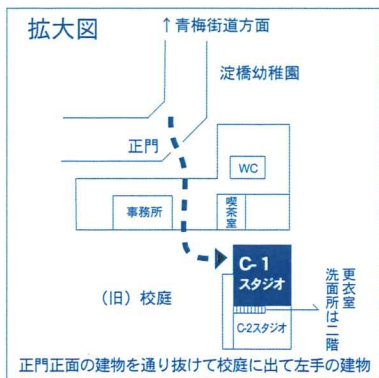 拡大図
↑青梅街道方面
淀橋幼稚園
正門
WC
事務所
喫茶室
C-1
スタジオ
更衣室
洗面所は二階
(旧)校庭
C-2スタジオ
正門正面の建物を通り抜けて校庭に出て左手の建物